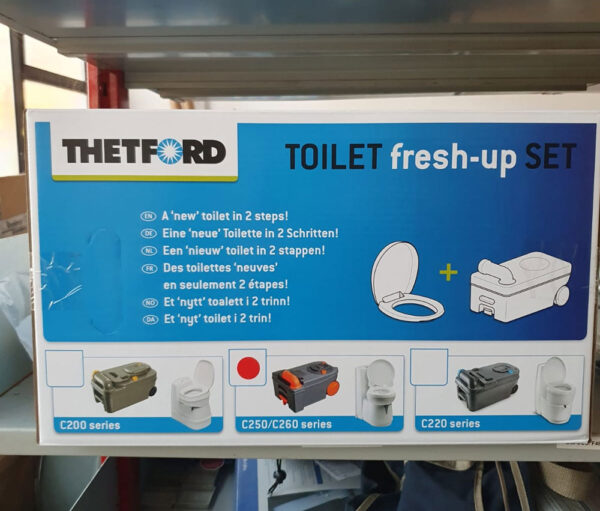 THETFORD
TOILET fresh-up SET
EN A 'new' toilet in 2 steps!
DE Eine 'neue' Toilette in 2 Schritten!
NL Een 'nieuw' toilet in 2 stappen!
FR Des toilettes 'neuves'
en seulement 2 étapes!
NO Et 'nytt' toalett i 2 trinn!
DA Et 'nyt' toilet i 2 trin!
+
C200 series
C250/C260 series
C220 series